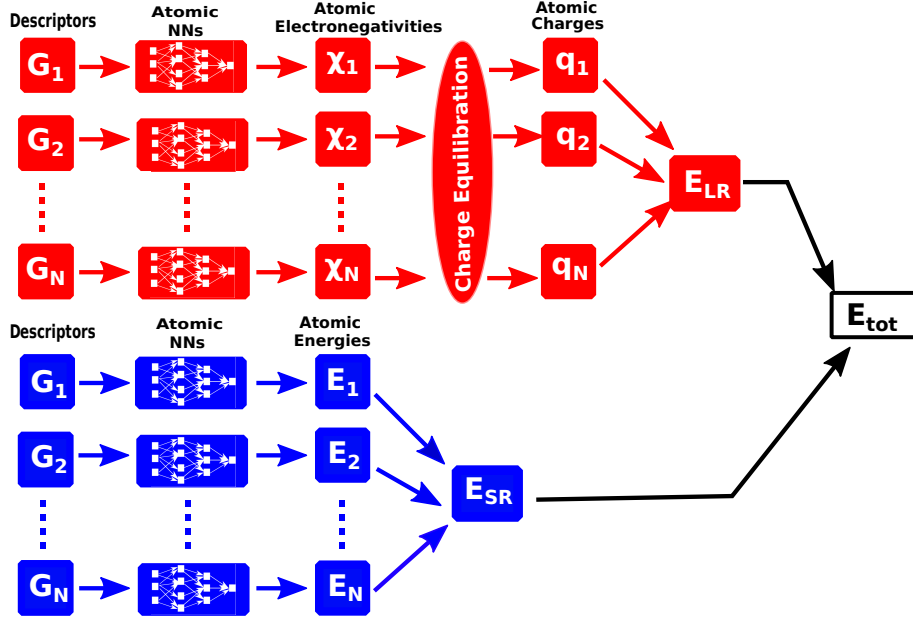 Descriptors
Atomic
NNs
Atomic
Electronegativities
Atomic
Charges
G1
χ1
q1
G2
χ2
q2
Charge Equilibration
ELR
GN
χN
qN
Etot
Descriptors
Atomic
NNs
Atomic
Energies
G1
E1
G2
E2
ESR
GN
EN